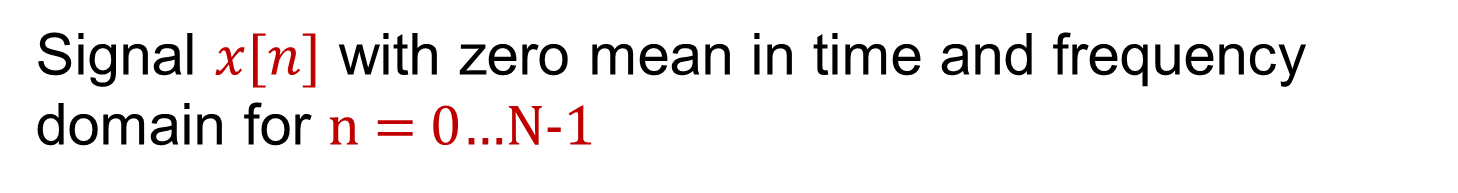 Signal x[n] with zero mean in time and frequency
domain for n = 0...N-1